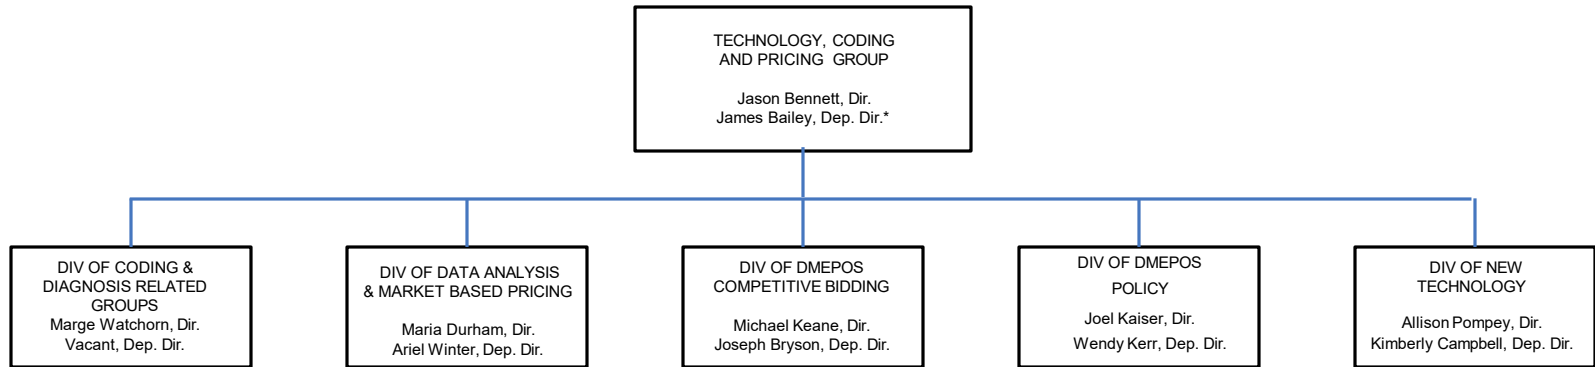 TECHNOLOGY, CODING
AND PRICING GROUP
Jason Bennett, Dir.
James Bailey, Dep. Dir.*
DIV OF CODING &
DIAGNOSIS RELATED
GROUPS
Marge Watchorn, Dir.
Vacant, Dep. Dir.
DIV OF DATA ANALYSIS
& MARKET BASED PRICING
Maria Durham, Dir.
Ariel Winter, Dep. Dir.
DIV OF DMEPOS
COMPETITIVE BIDDING
Michael Keane, Dir.
Joseph Bryson, Dep. Dir.
DIV OF DMEPOS
POLICY
Joel Kaiser, Dir.
Wendy Kerr, Dep. Dir.
DIV OF NEW
TECHNOLOGY
Allison Pompey, Dir.
Kimberly Campbell, Dep. Dir.